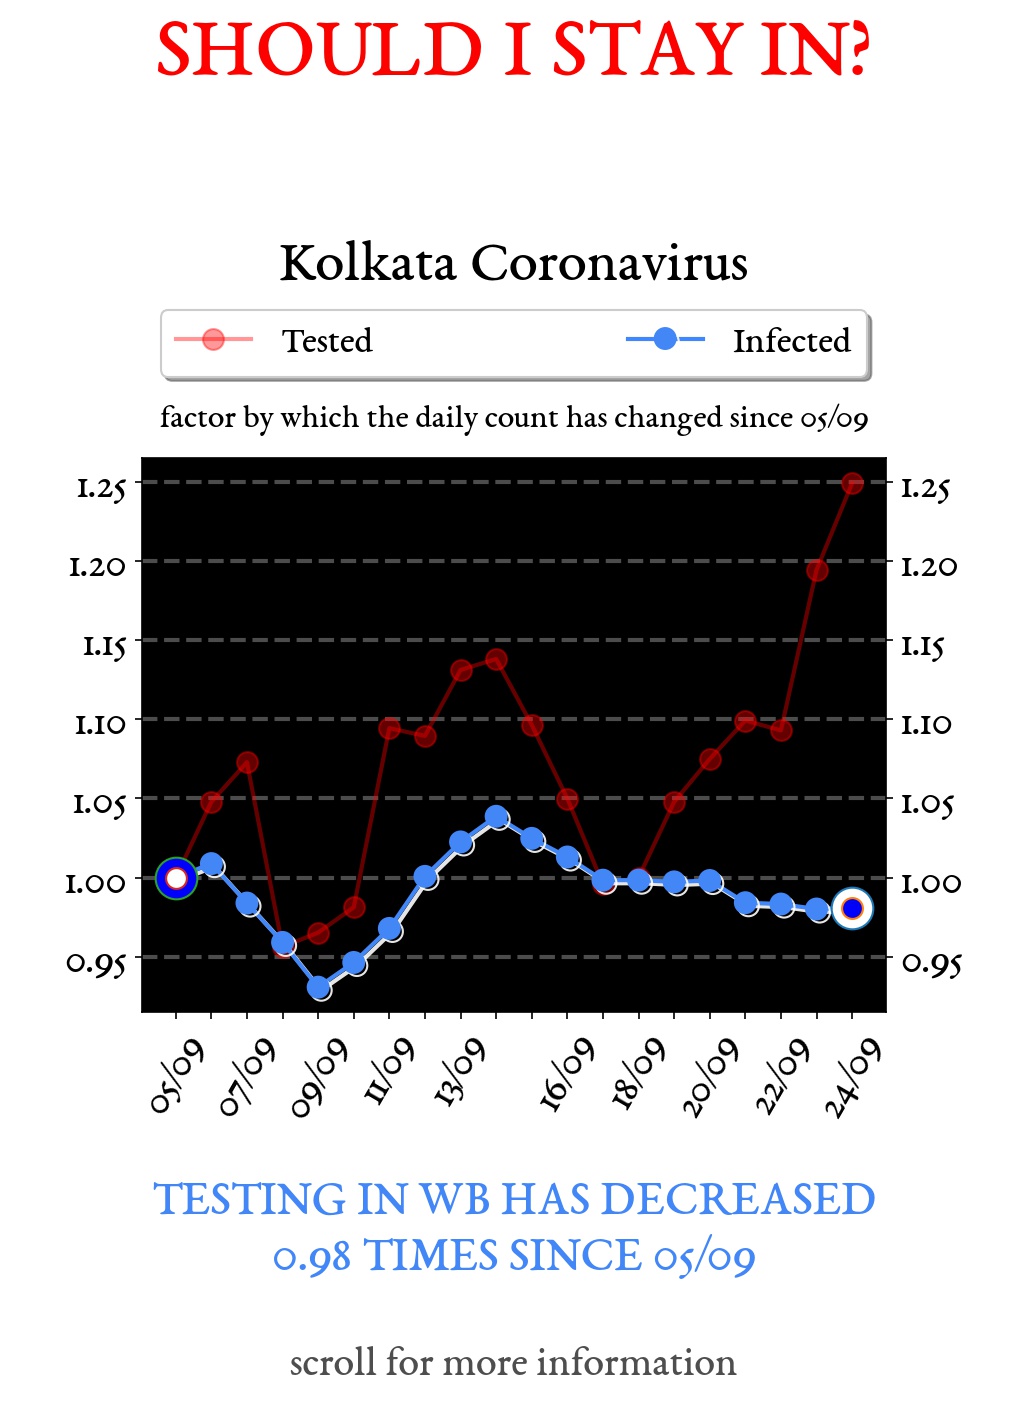 SHOULD I STAY IN?
Kolkata Coronavirus
Tested Infected
factor by which the daily count has changed since 05/09
1.25 1.25
1.20 1.20
1.15 1.15
1.10 1.10
1.05 1.05
1.00 1.00
0.95 0.95
05/09 07/09 09/09 11/09 13/09 16/09 18/09 20/09 22/09 24/09
TESTING IN WB HAS DECREASED
0.98 TIMES SINCE 05/09
scroll for more information